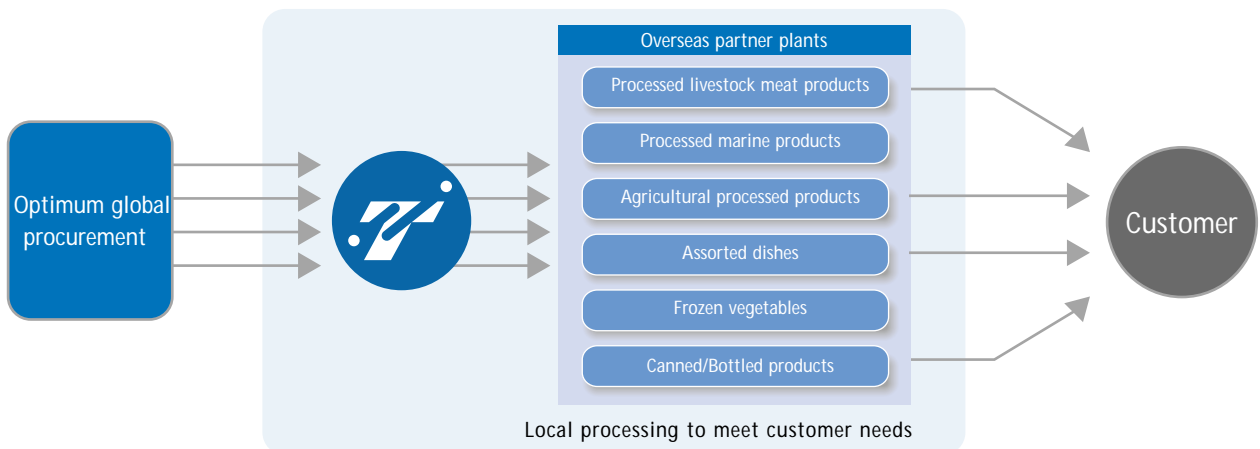 Overseas partner plants
Processed livestock meat products
Processed marine products
Optimum global
procurement
Agricultural processed products
Customer
Assorted dishes
Frozen vegetables
Canned/Bottled products
Local processing to meet customer needs